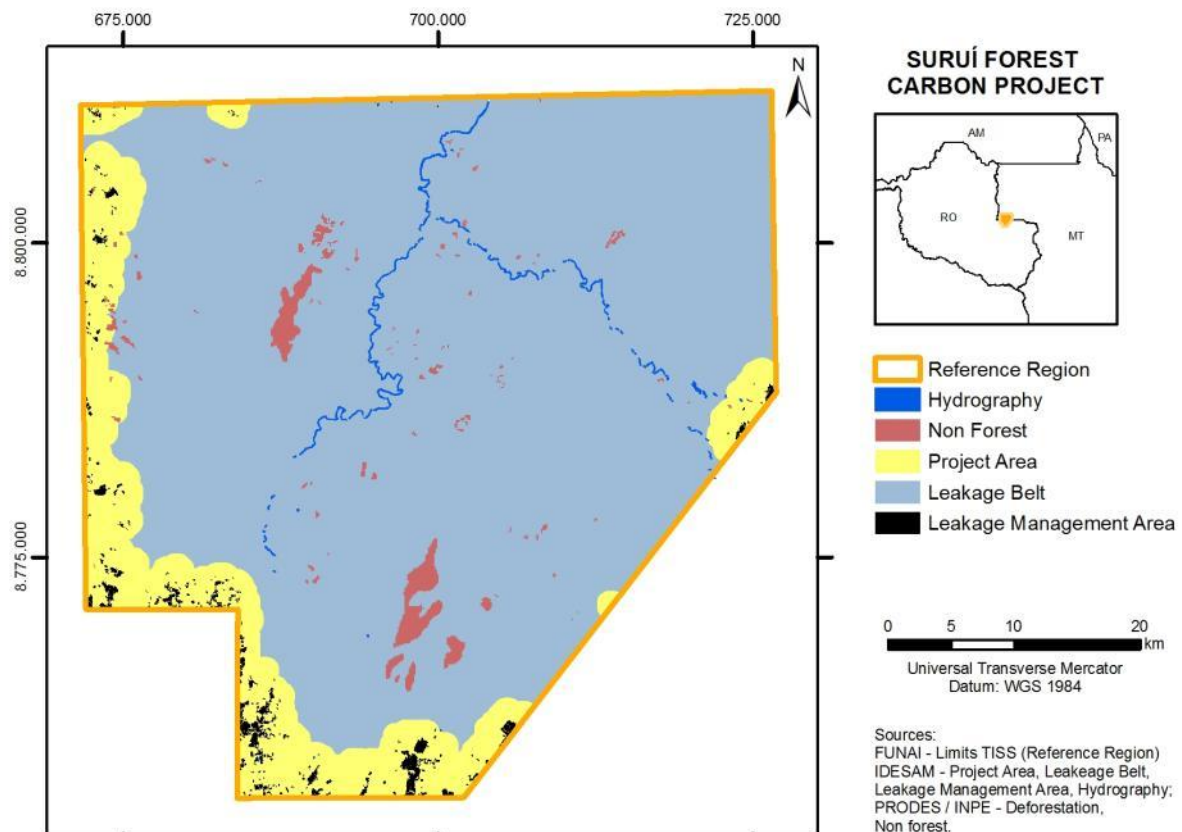 675.000
700.000
725.000
N
8.800.000
8.775.000
SURUÍ FOREST
CARBON PROJECT
AM
PA
RO
MT
Reference Region
Hydrography
Non Forest
Project Area
Leakage Belt
Leakage Management Area
0 5 10 20
km
Universal Transverse Mercator
Datum: WGS 1984
Sources:
FUNAI - Limits TISS (Reference Region)
IDESAM - Project Area, Leakeage Belt,
Leakage Management Area, Hydrography;
PRODES / INPE - Deforestation,
Non forest.